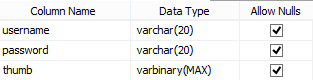 Column Name Data Type Allow Nulls
username varchar(20)
password varchar(20)
thumb varbinary(MAX)